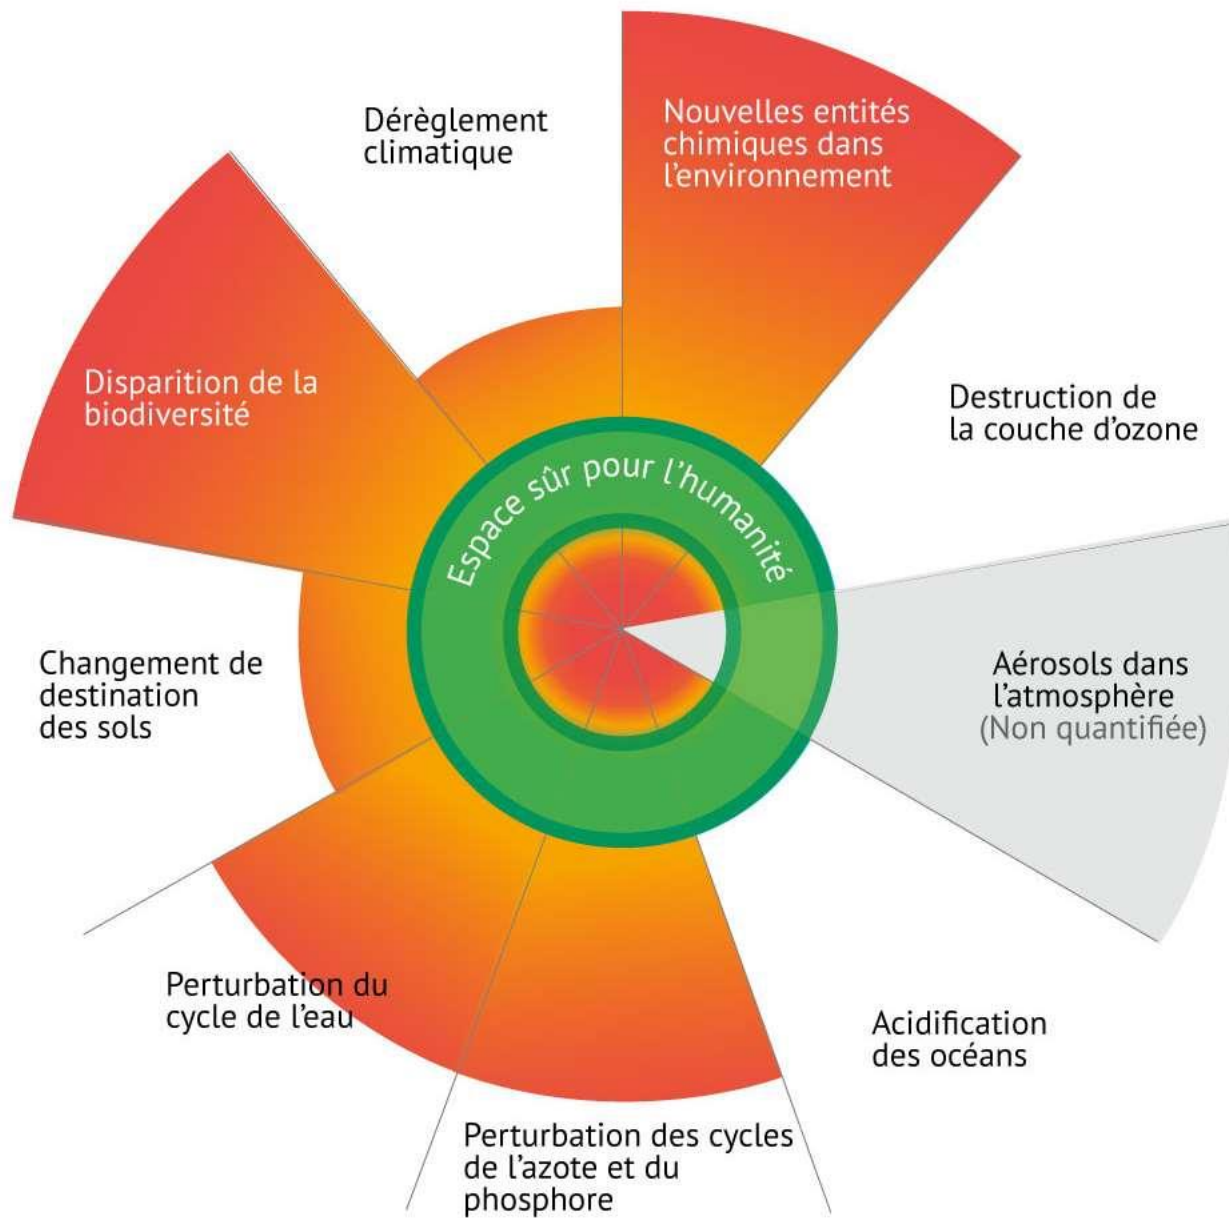 Dérèglement
climatique
Nouvelles entités
chimiques dans
l'environnement
Disparition de la
biodiversité
Destruction de
la couche d'ozone
Espace sûr pour l'humanité
Changement de
destination
des sols
Aérosols dans
l'atmosphère
(Non quantifiée)
Perturbation du
cycle de l'eau
Acidification
des océans
Perturbation des cycles
de l'azote et du
phosphore